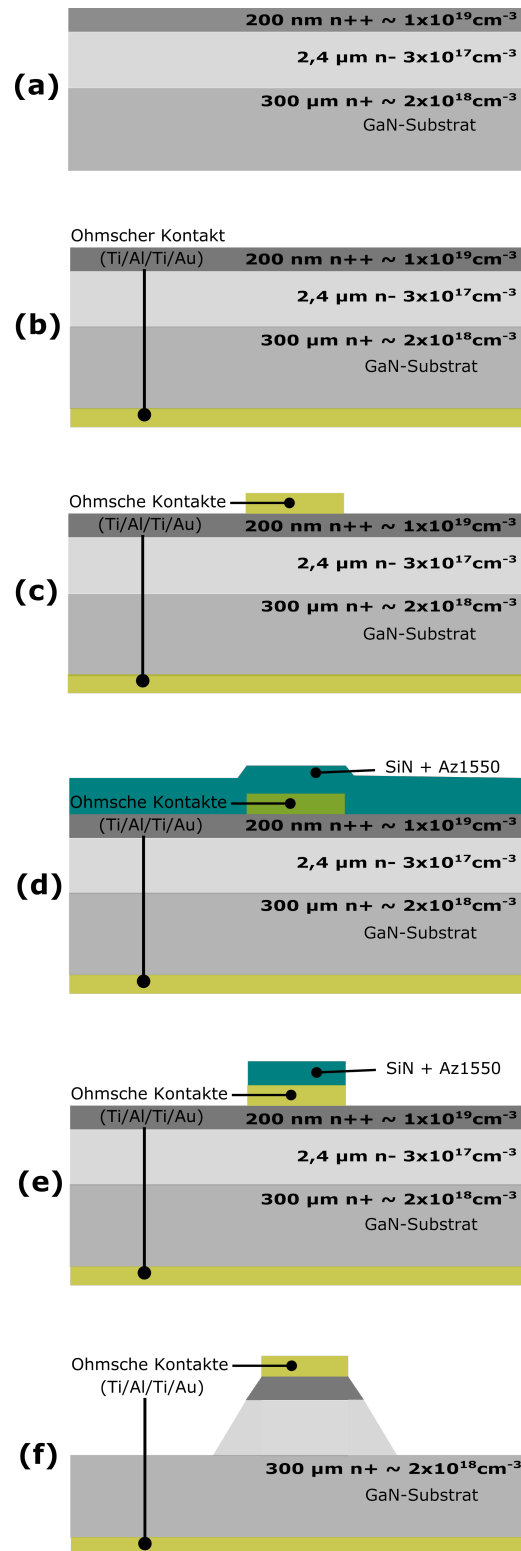 (a)
200 nm n++ ~ 1x10¹⁹cm⁻³
2,4 µm n- 3x10¹⁷cm⁻³
300 µm n+ ~ 2x10¹⁸cm⁻³
GaN-Substrat
(b)
Ohmscher Kontakt
(Ti/Al/Ti/Au)
200 nm n++ ~ 1x10¹⁹cm⁻³
2,4 µm n- 3x10¹⁷cm⁻³
300 µm n+ ~ 2x10¹⁸cm⁻³
GaN-Substrat
(c)
Ohmsche Kontakte
(Ti/Al/Ti/Au)
200 nm n++ ~ 1x10¹⁹cm⁻³
2,4 µm n- 3x10¹⁷cm⁻³
300 µm n+ ~ 2x10¹⁸cm⁻³
GaN-Substrat
(d)
SiN + Az1550
Ohmsche Kontakte
(Ti/Al/Ti/Au)
200 nm n++ ~ 1x10¹⁹cm⁻³
2,4 µm n- 3x10¹⁷cm⁻³
300 µm n+ ~ 2x10¹⁸cm⁻³
GaN-Substrat
(e)
SiN + Az1550
Ohmsche Kontakte
(Ti/Al/Ti/Au)
200 nm n++ ~ 1x10¹⁹cm⁻³
2,4 µm n- 3x10¹⁷cm⁻³
300 µm n+ ~ 2x10¹⁸cm⁻³
GaN-Substrat
(f)
Ohmsche Kontakte
(Ti/Al/Ti/Au)
300 µm n+ ~ 2x10¹⁸cm⁻³
GaN-Substrat